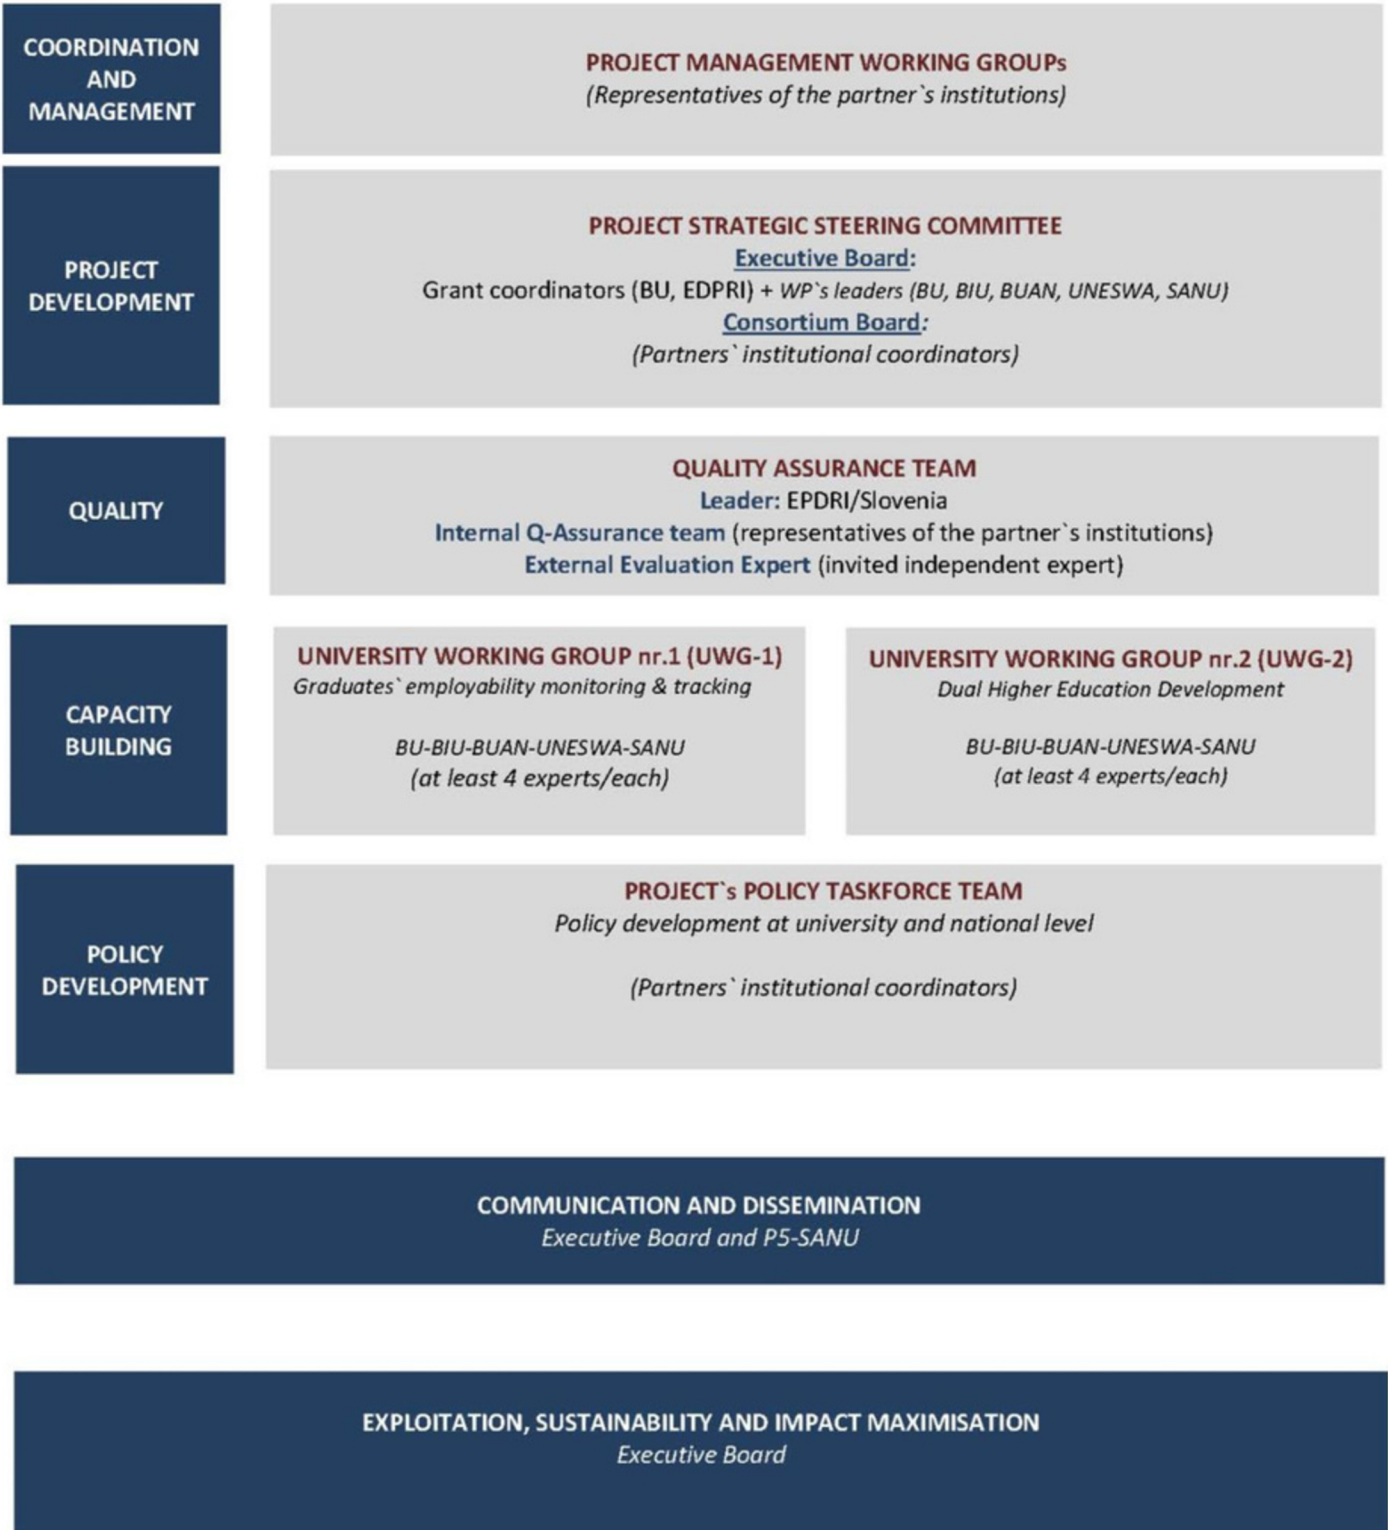 COORDINATION
AND
MANAGEMENT
PROJECT MANAGEMENT WORKING GROUPs
(Representatives of the partner`s institutions)
PROJECT
DEVELOPMENT
PROJECT STRATEGIC STEERING COMMITTEE
Executive Board:
Grant coordinators (BU, EDPRI) + WP`s leaders (BU, BIU, BUAN, UNESWA, SANU)
Consortium Board:
(Partners` institutional coordinators)
QUALITY
QUALITY ASSURANCE TEAM
Leader: EPDRI/Slovenia
Internal Q-Assurance team (representatives of the partner`s institutions)
External Evaluation Expert (invited independent expert)
CAPACITY
BUILDING
UNIVERSITY WORKING GROUP nr.1 (UWG-1)
Graduates` employability monitoring & tracking
BU-BIU-BUAN-UNESWA-SANU
(at least 4 experts/each)
UNIVERSITY WORKING GROUP nr.2 (UWG-2)
Dual Higher Education Development
BU-BIU-BUAN-UNESWA-SANU
(at least 4 experts/each)
POLICY
DEVELOPMENT
PROJECT`s POLICY TASKFORCE TEAM
Policy development at university and national level
(Partners` institutional coordinators)
COMMUNICATION AND DISSEMINATION
Executive Board and P5-SANU
EXPLOITATION, SUSTAINABILITY AND IMPACT MAXIMISATION
Executive Board